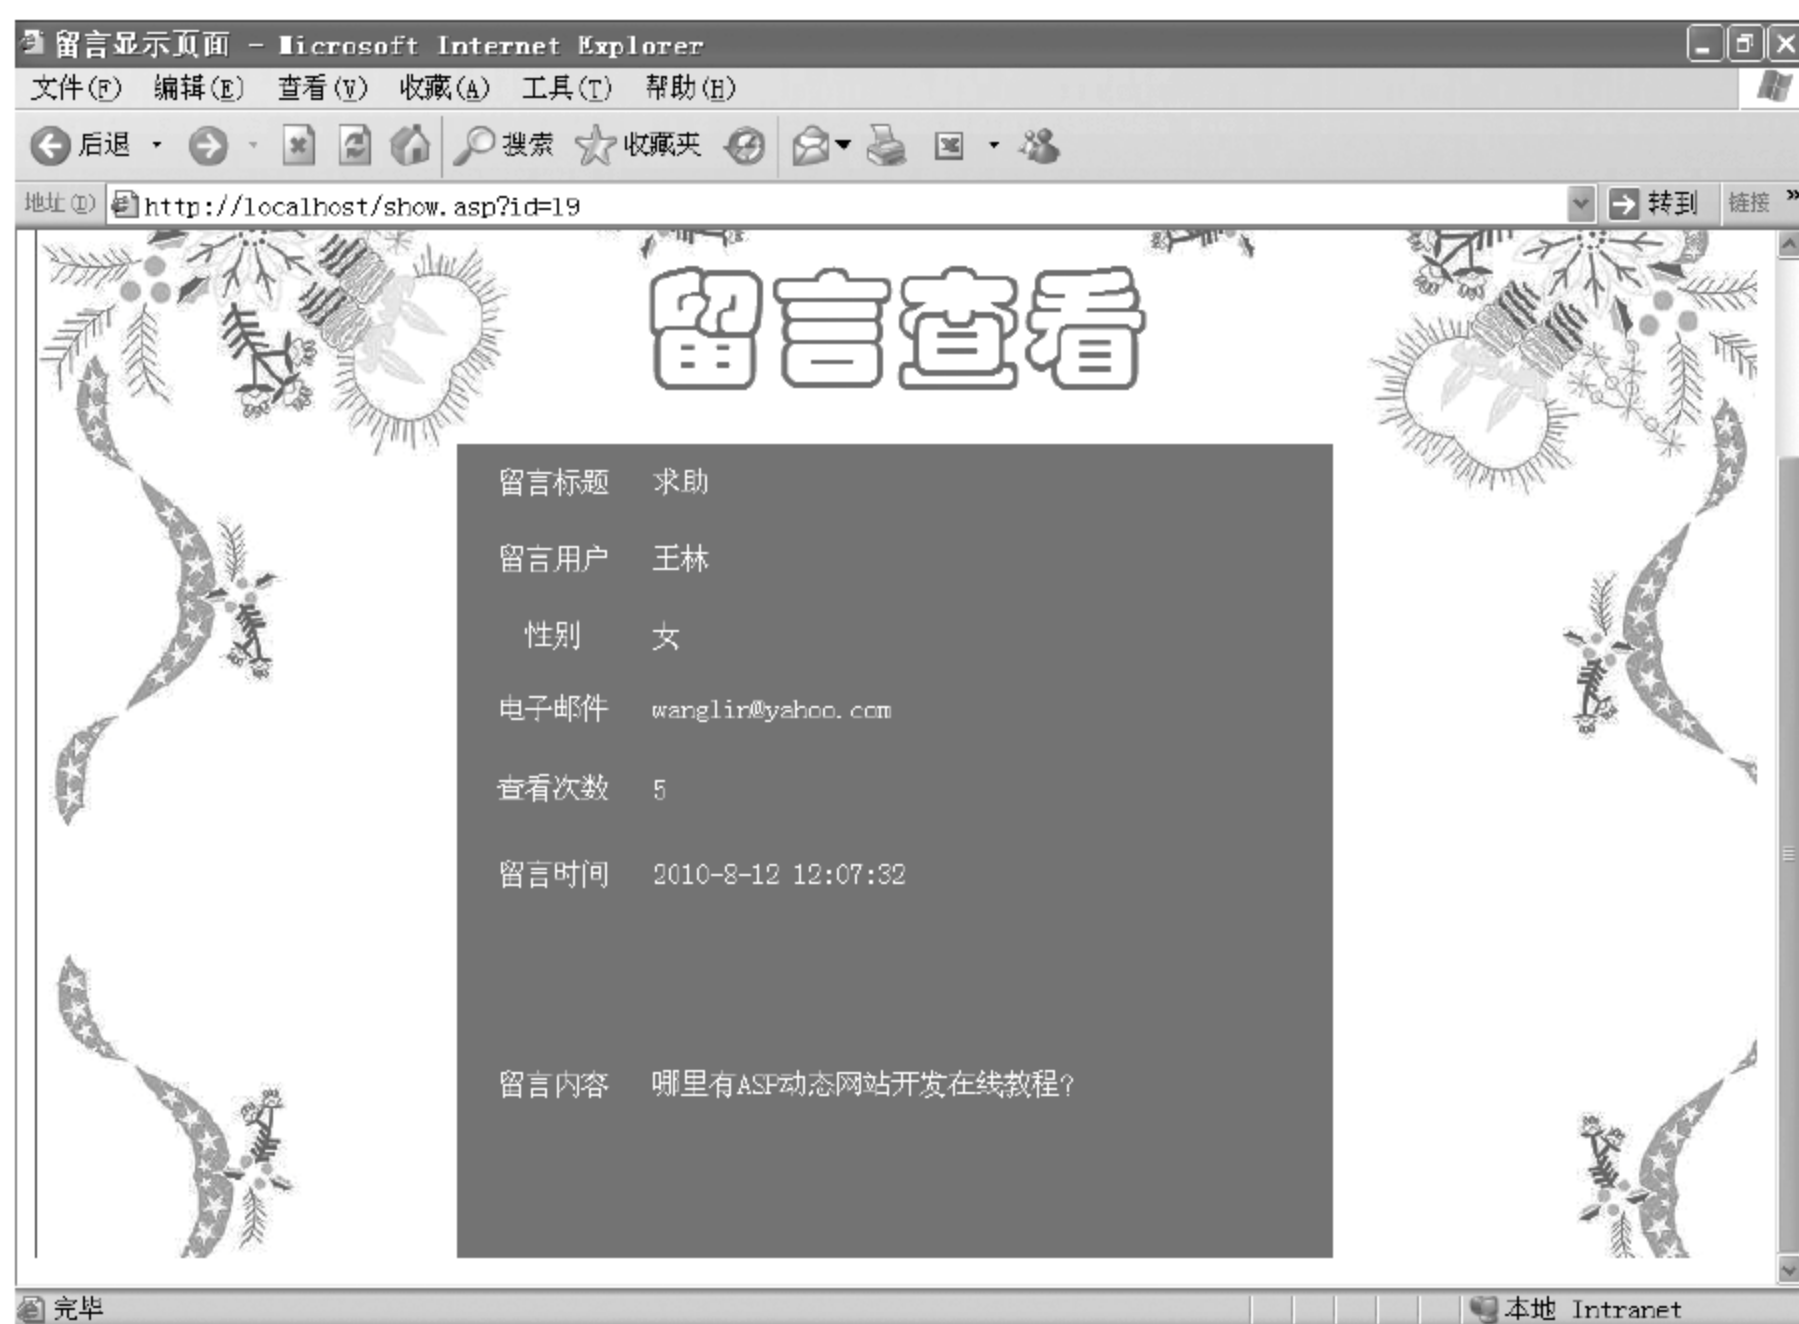 留言显示页面 - Microsoft Internet Explorer
文件(F) 编辑(E) 查看(V) 收藏(A) 工具(T) 帮助(H)
后退 搜索 收藏夹
地址(D) http://localhost/show.asp?id=19 转到 链接 »
留言查看
留言标题 求助
留言用户 王林
性别 女
电子邮件 wanglin@yahoo.com
查看次数 5
留言时间 2010-8-12 12:07:32
留言内容 哪里有ASP动态网站开发在线教程?
完毕 本地 Intranet